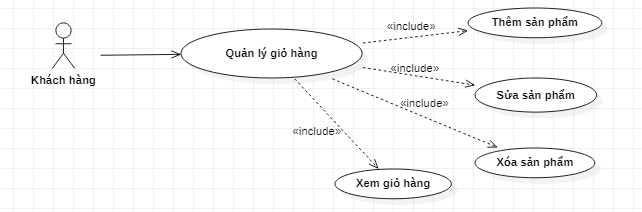 Thêm sản phẩm
«include»
Quản lý giỏ hàng
«include»
Khách hàng
Sửa sản phẩm
«include»
«include»
Xóa sản phẩm
Xem giỏ hàng